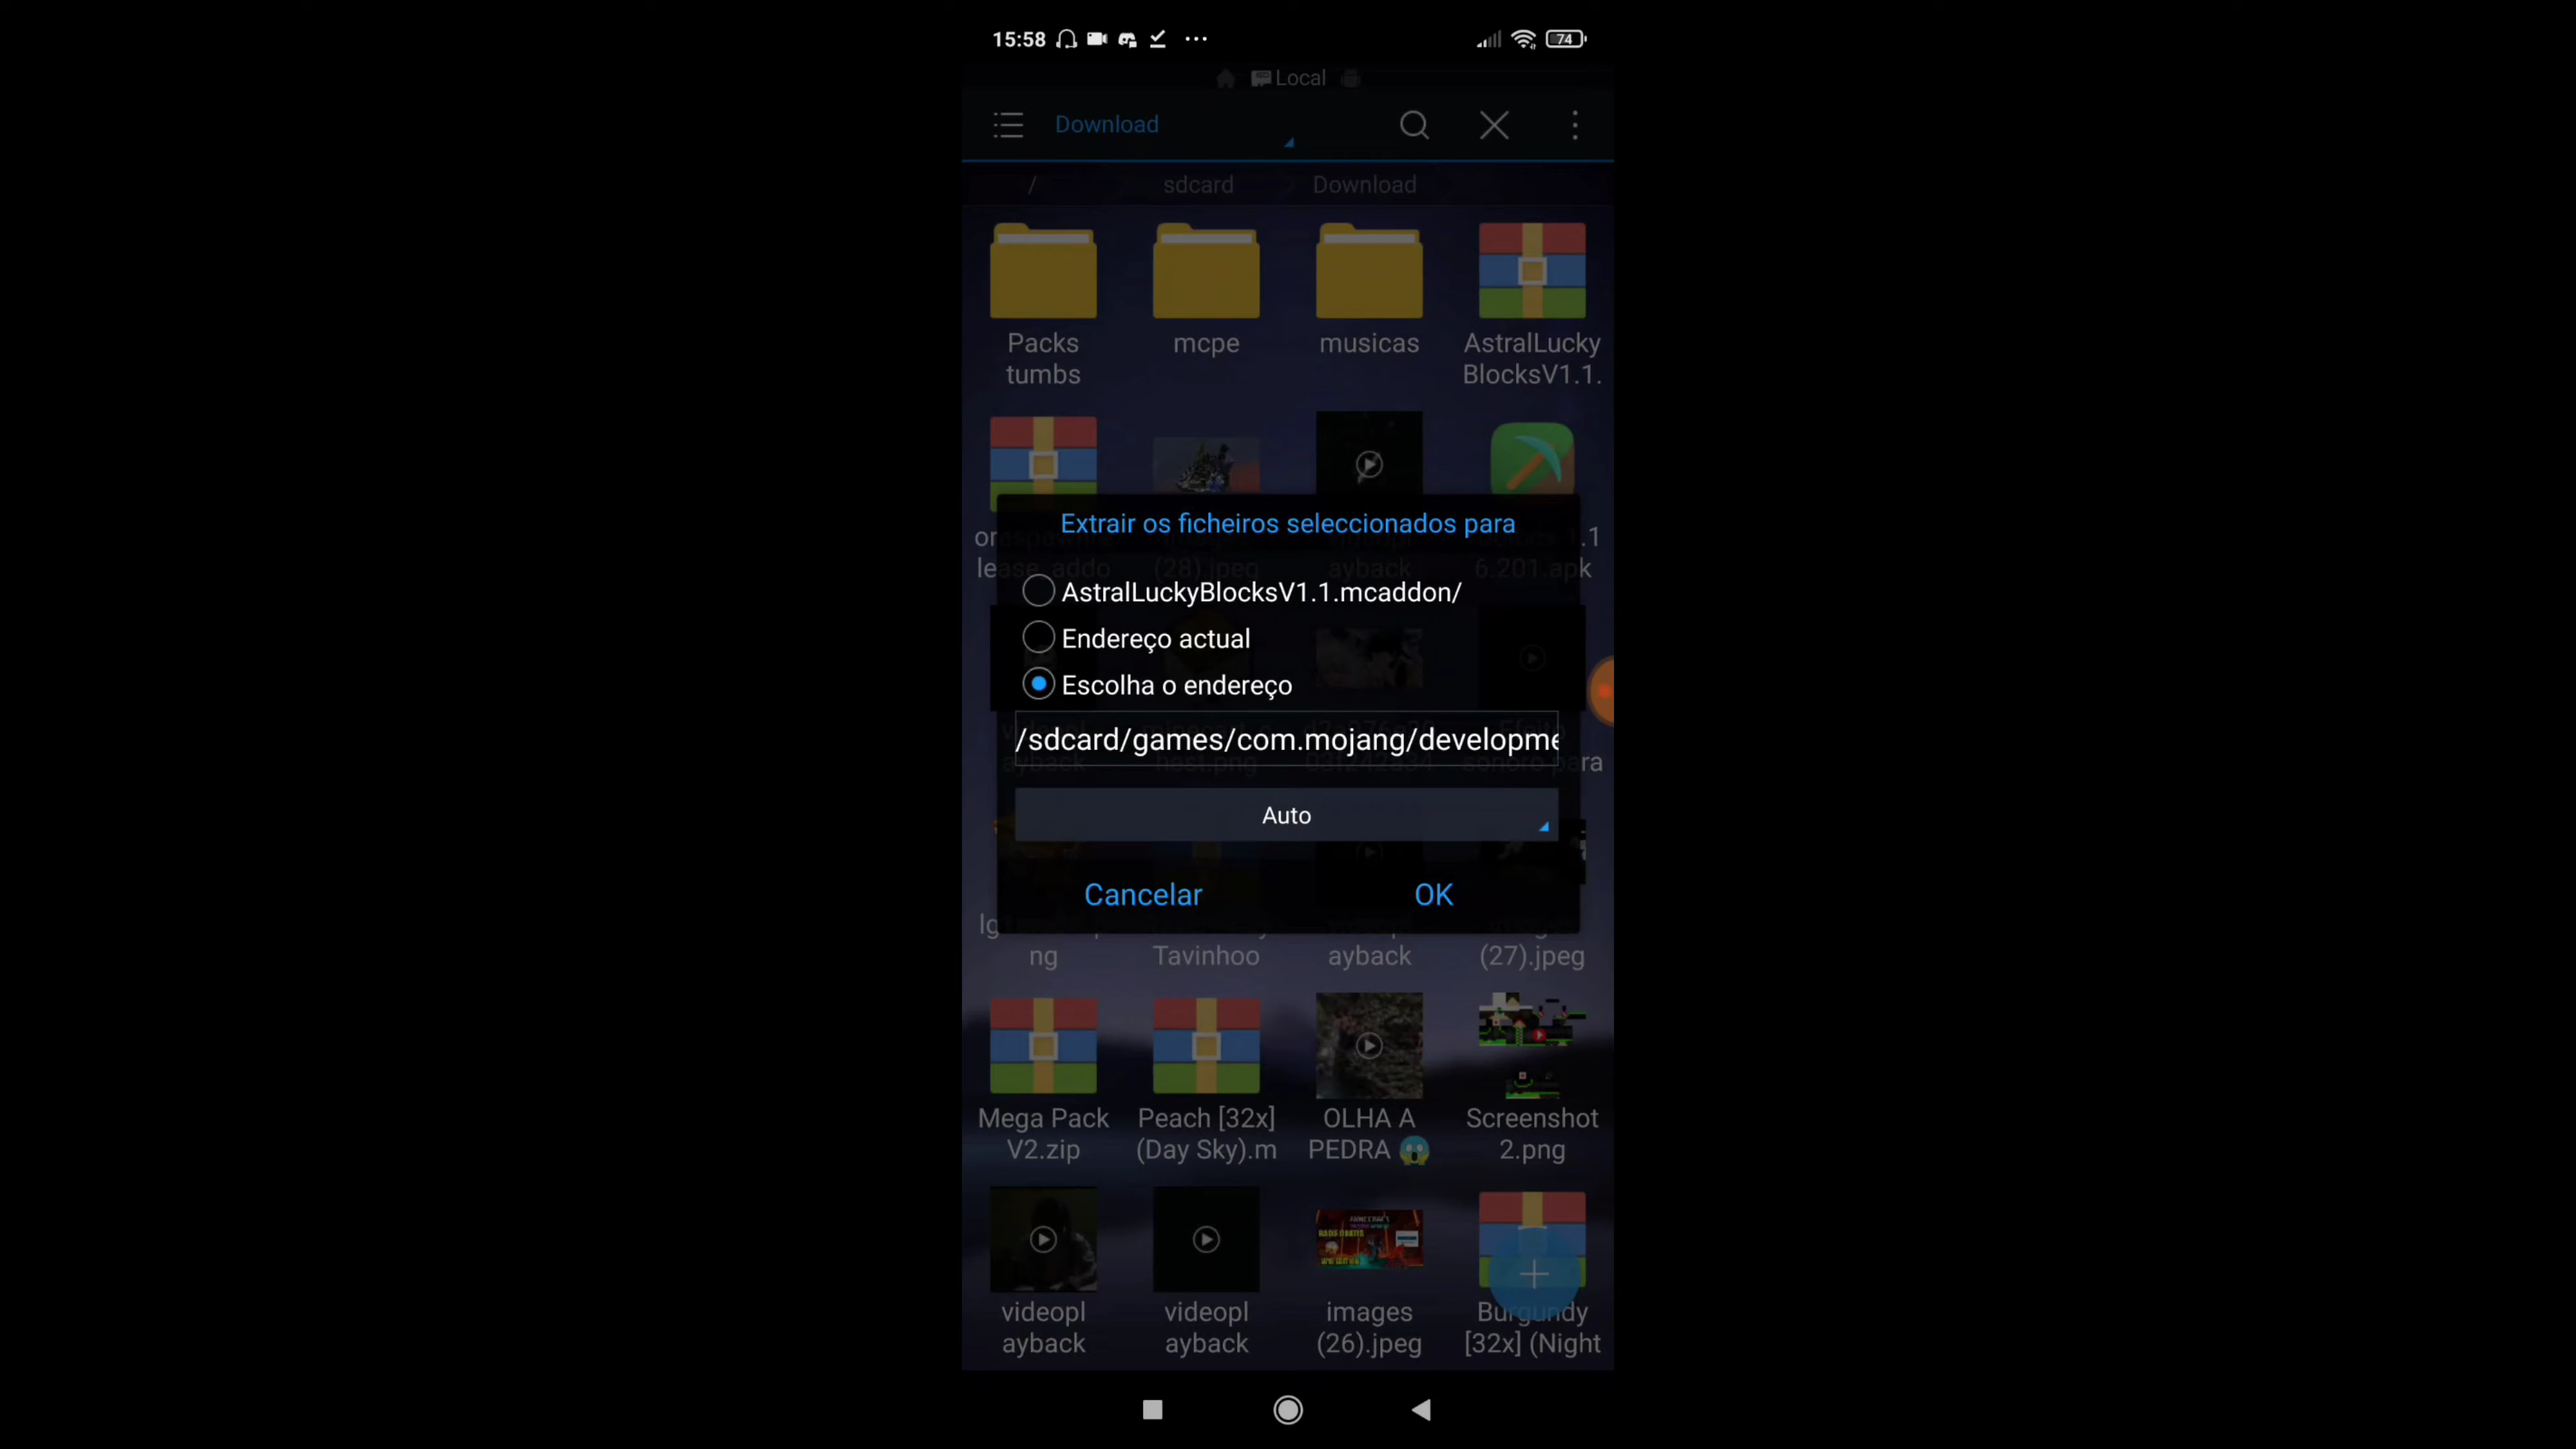 15:58
74
Local
Download
/ sdcard Download
Packs mcpe musicas AstralLucky
tumbs BlocksV1.1.
Extrair os ficheiros seleccionados para
AstralLuckyBlocksV1.1.mcaddon/
Endereço actual
Escolha o endereço
/sdcard/games/com.mojang/developme
Auto
Cancelar OK
ng Tavinhoo ayback (27).jpeg
Mega Pack Peach [32x] OLHA A Screenshot
V2.zip (Day Sky).m PEDRA 😱 2.png
videopl videopl images Burgundy
ayback ayback (26).jpeg [32x] (Night